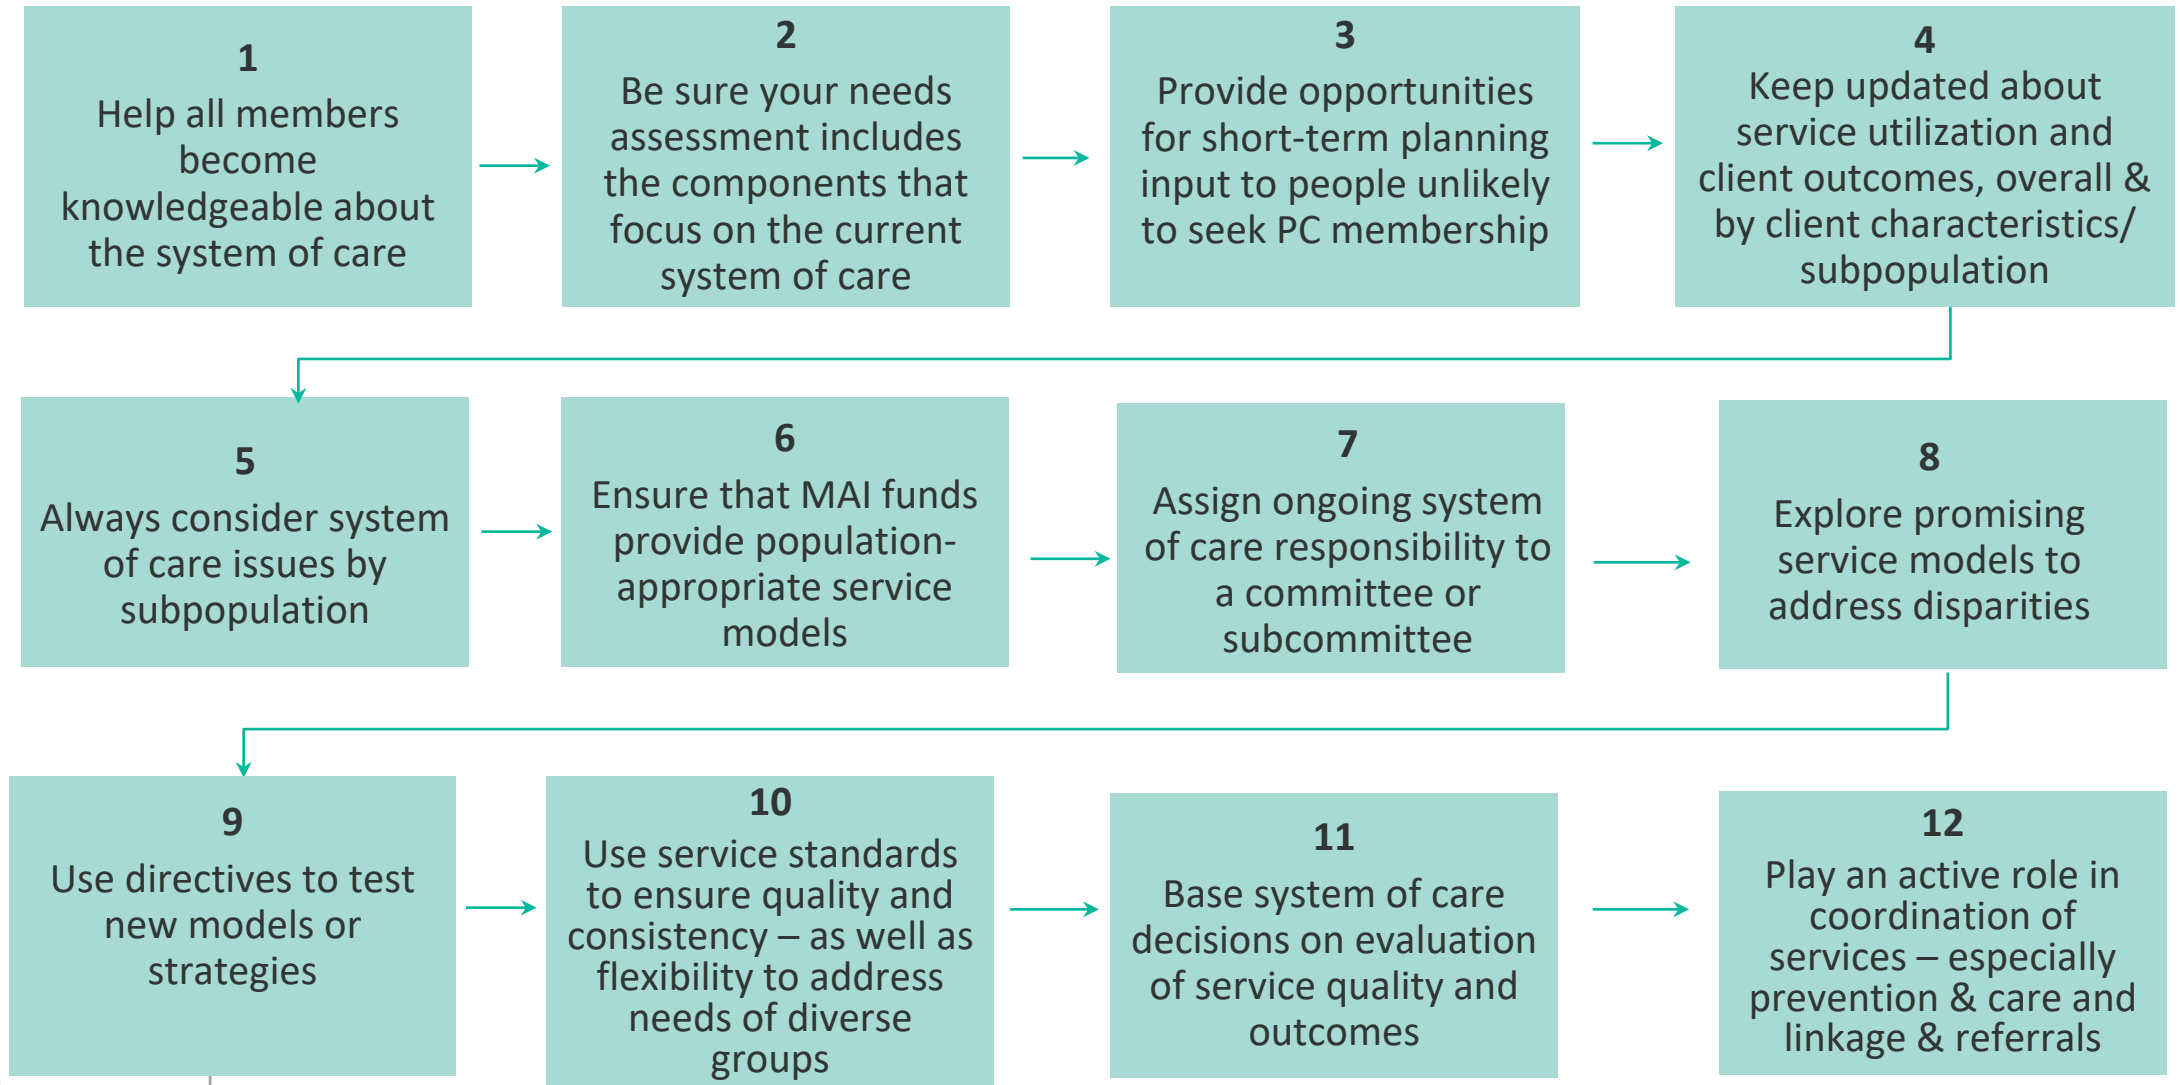 1
Help all members
become
knowledgeable about
the system of care
2
Be sure your needs
assessment includes
the components that
focus on the current
system of care
3
Provide opportunities
for short-term planning
input to people unlikely
to seek PC membership
4
Keep updated about
service utilization and
client outcomes, overall &
by client characteristics/
subpopulation
5
Always consider system
of care issues by
subpopulation
6
Ensure that MAI funds
provide population-
appropriate service
models
7
Assign ongoing system
of care responsibility to
a committee or
subcommittee
8
Explore promising
service models to
address disparities
9
Use directives to test
new models or
strategies
10
Use service standards
to ensure quality and
consistency – as well as
flexibility to address
needs of diverse
groups
11
Base system of care
decisions on evaluation
of service quality and
outcomes
12
Play an active role in
coordination of
services – especially
prevention & care and
linkage & referrals